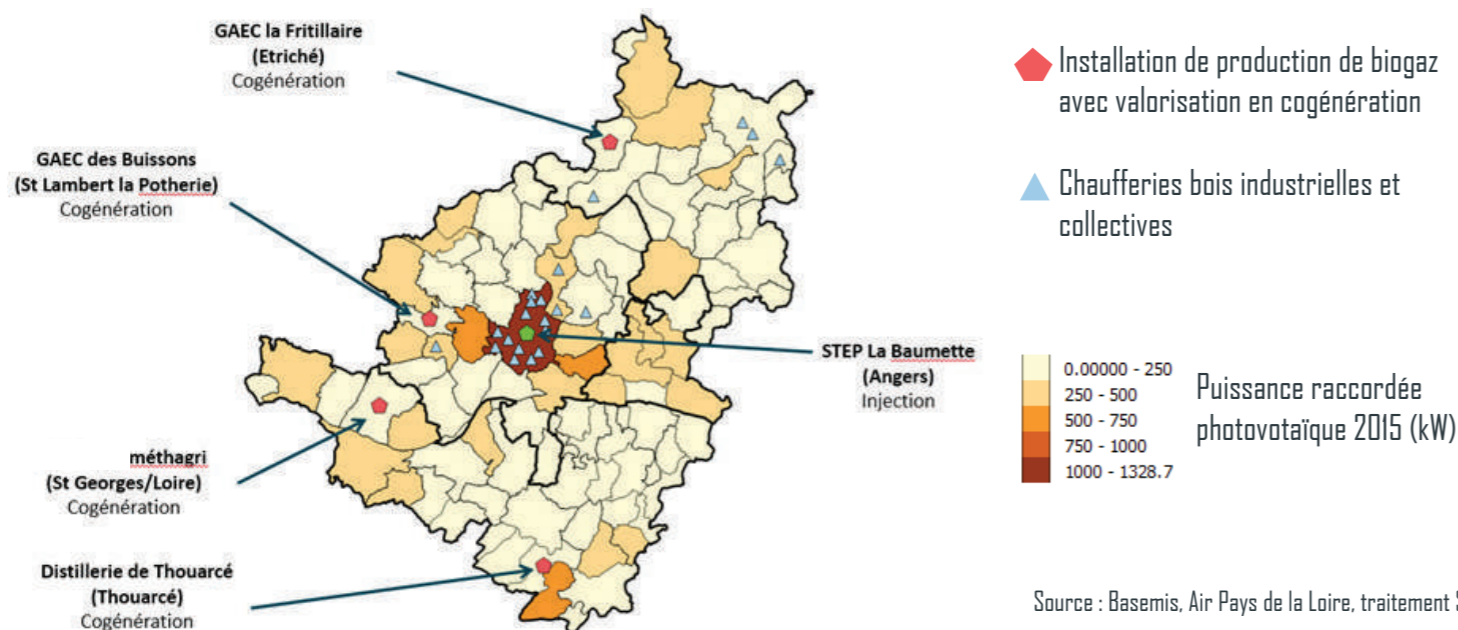 GAEC la Fritillaire
(Etriché)
Cogénération
GAEC des Buissons
(St Lambert la Potherie)
Cogénération
STEP La Baumette
(Angers)
Injection
méthagri
(St Georges/Loire)
Cogénération
Distillerie de Thouarcé
(Thouarcé)
Cogénération
Installation de production de biogaz
avec valorisation en cogénération
Chaufferies bois industrielles et
collectives
0.00000 - 250
250 - 500
500 - 750
750 - 1000
1000 - 1328.7
Puissance raccordée
photovotaïque 2015 (kW)
Source : Basemis, Air Pays de la Loire, traitement